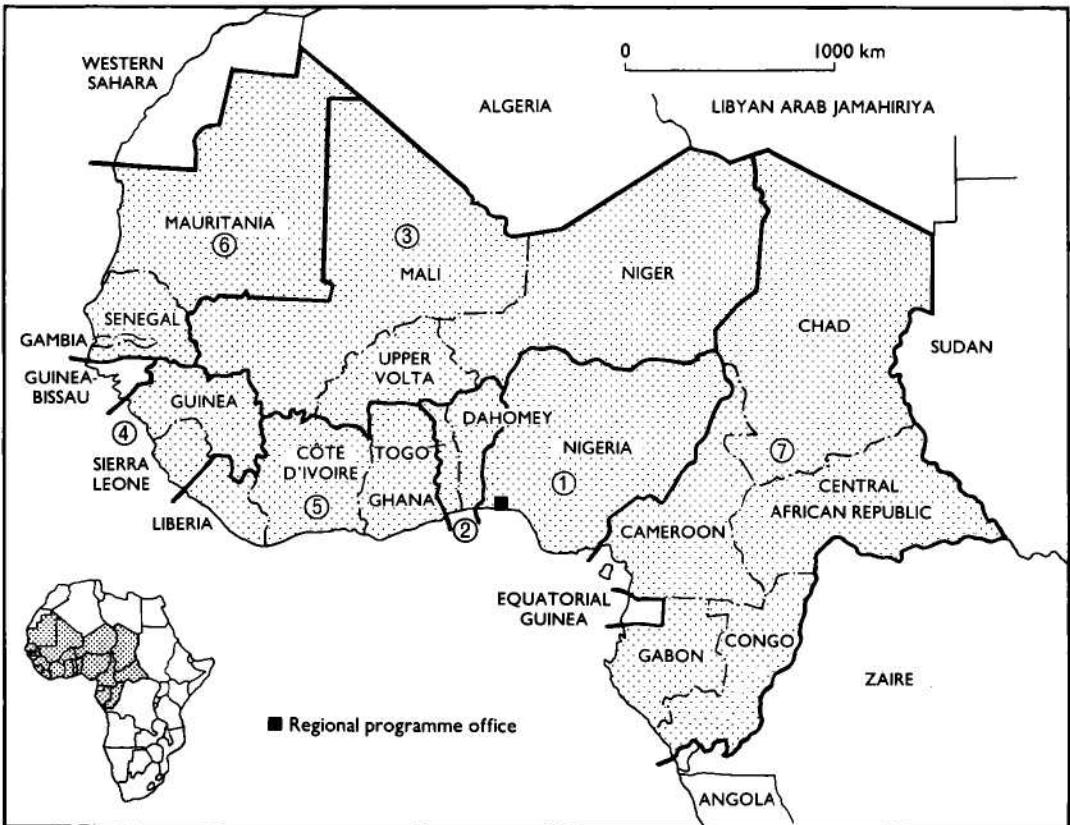 WESTERN
SAHARA
0
1000 km
ALGERIA
LIBYAN ARAB JAMAHIRIYA
MAURITANIA
6
3
MALI
NIGER
CHAD
SENEGAL
GAMBIA
SUDAN
GUINEA-
BISSAU
UPPER
VOLTA
GUINEA
DAHOMEY
4
SIERRA
LEONE
CÔTE
D'IVOIRE
TOGO
NIGERIA
7
5
GHANA
1
CENTRAL
AFRICAN REPUBLIC
LIBERIA
2
CAMEROON
EQUATORIAL
GUINEA
GABON
CONGO
ZAIRE
Regional programme office
ANGOLA